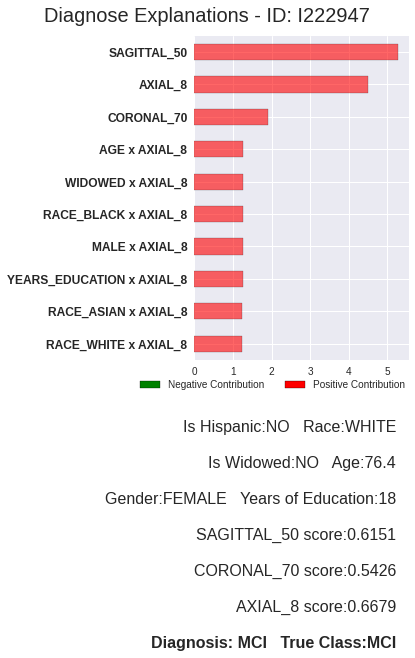 Diagnose Explanations - ID: I222947
SAGITTAL_50
AXIAL_8
CORONAL_70
AGE x AXIAL_8
WIDOWED x AXIAL_8
RACE_BLACK x AXIAL_8
MALE x AXIAL_8
YEARS_EDUCATION x AXIAL_8
RACE_ASIAN x AXIAL_8
RACE_WHITE x AXIAL_8
0 1 2 3 4 5
Negative Contribution Positive Contribution
Is Hispanic:NO Race:WHITE
Is Widowed:NO Age:76.4
Gender:FEMALE Years of Education:18
SAGITTAL_50 score:0.6151
CORONAL_70 score:0.5426
AXIAL_8 score:0.6679
Diagnosis: MCI True Class:MCI